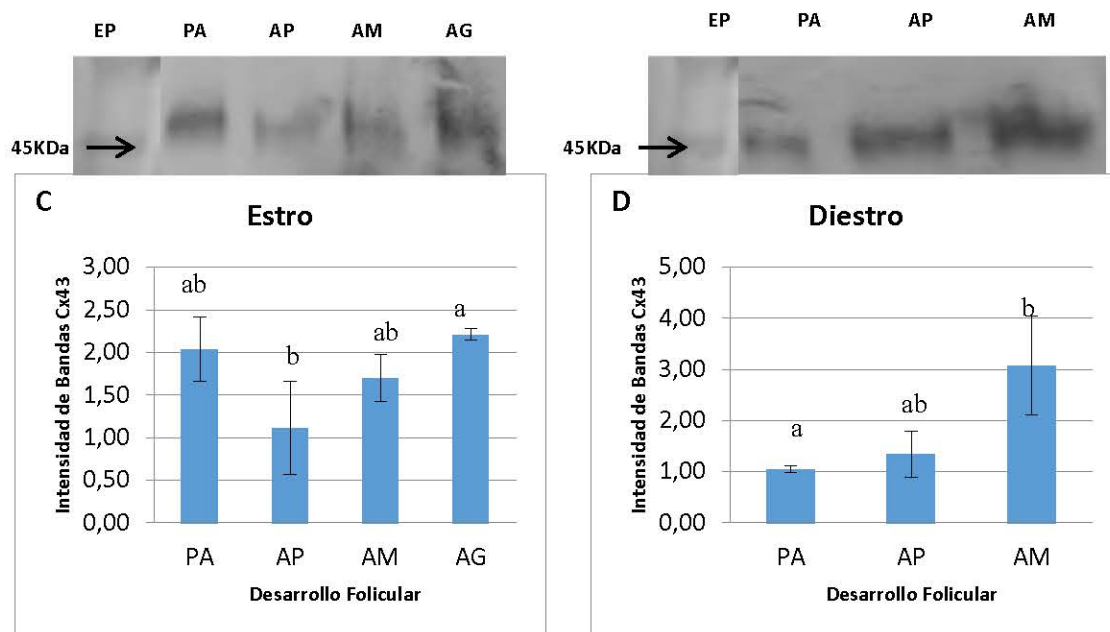 EP PA AP AM AG
45KDa
C
Estro
Intensidad de Bandas Cx43
3,00
2,50
2,00
1,50
1,00
0,50
0,00
ab
b
ab
a
PA AP AM AG
Desarrollo Folicular
EP PA AP AM
45KDa
D
Diestro
Intensidad de Bandas Cx43
5,00
4,00
3,00
2,00
1,00
0,00
a
ab
b
PA AP AM
Desarrollo Folicular